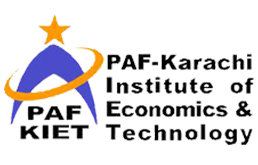 PAF
KIET
PAF-Karachi
Institute of
Economics &
Technology